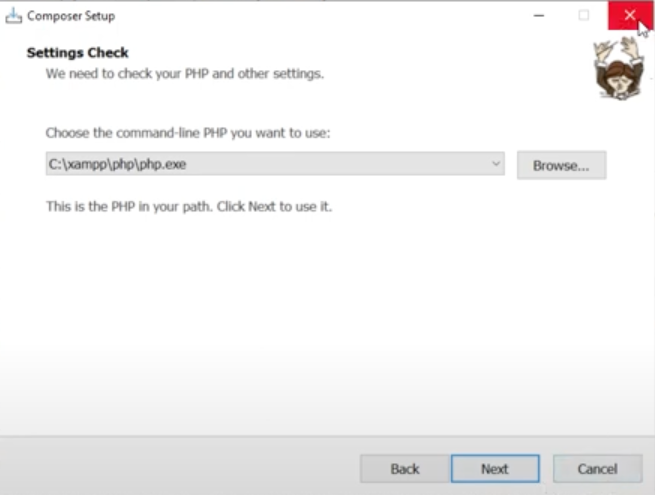 Composer Setup
Settings Check
We need to check your PHP and other settings.
Choose the command-line PHP you want to use:
C:\xampp\php\php.exe
Browse...
This is the PHP in your path. Click Next to use it.
Back
Next
Cancel